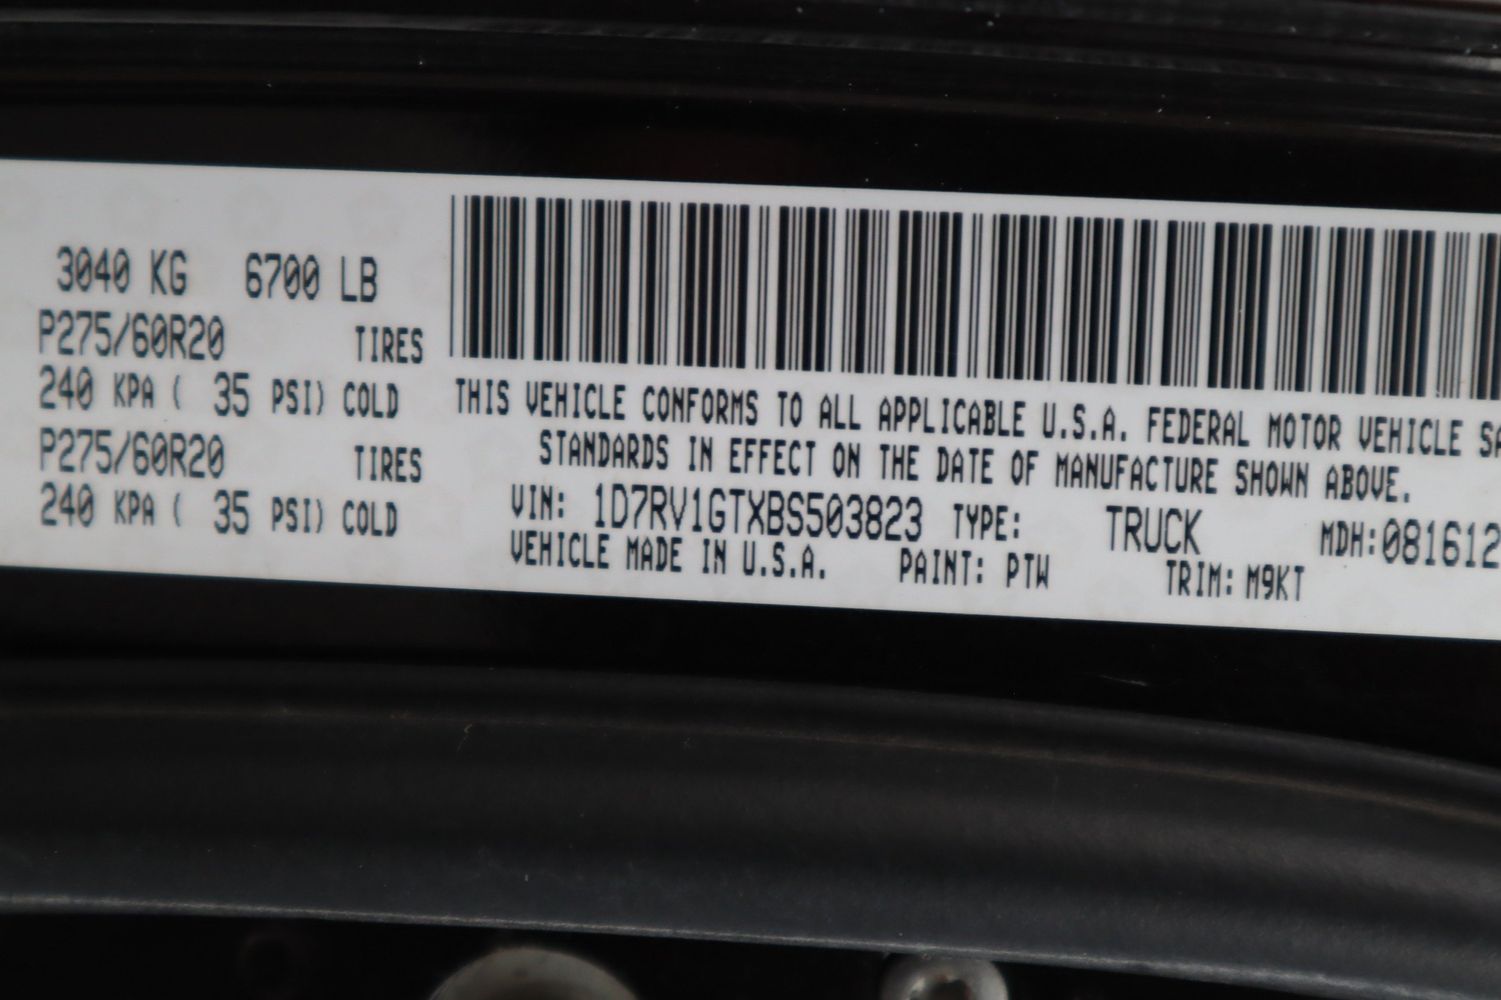 3040 KG 6700 LB
P275/60R20 TIRES
240 KPA ( 35 PSI) COLD
P275/60R20 TIRES
240 KPA ( 35 PSI) COLD
THIS VEHICLE CONFORMS TO ALL APPLICABLE U.S.A. FEDERAL MOTOR VEHICLE
STANDARDS IN EFFECT ON THE DATE OF MANUFACTURE SHOWN ABOVE.
VIN: 1D7RV1GTXBS503823 TYPE: TRUCK MDH:081612
VEHICLE MADE IN U.S.A. PAINT: PTW TRIM: M9KT